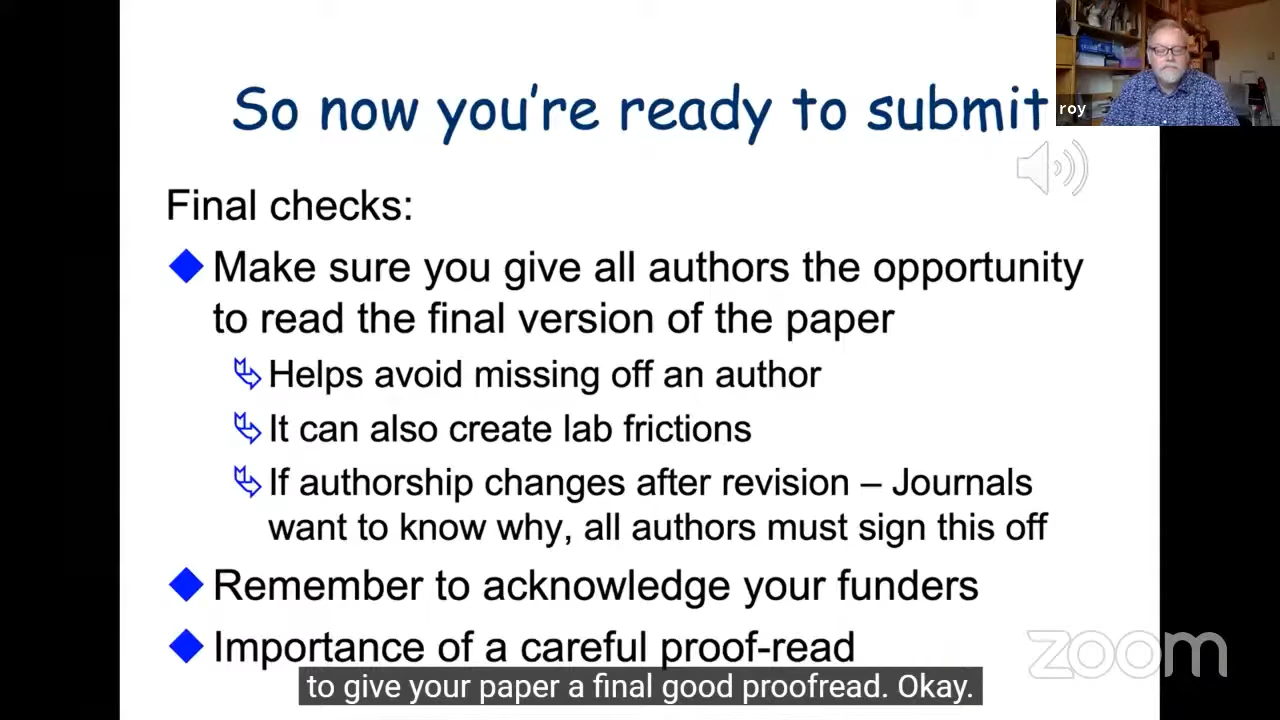 So now you're ready to submit
roy
Final checks:
Make sure you give all authors the opportunity
to read the final version of the paper
Helps avoid missing off an author
It can also create lab frictions
If authorship changes after revision – Journals
want to know why, all authors must sign this off
Remember to acknowledge your funders
Importance of a careful proof-read
zoom
to give your paper a final good proofread. Okay.